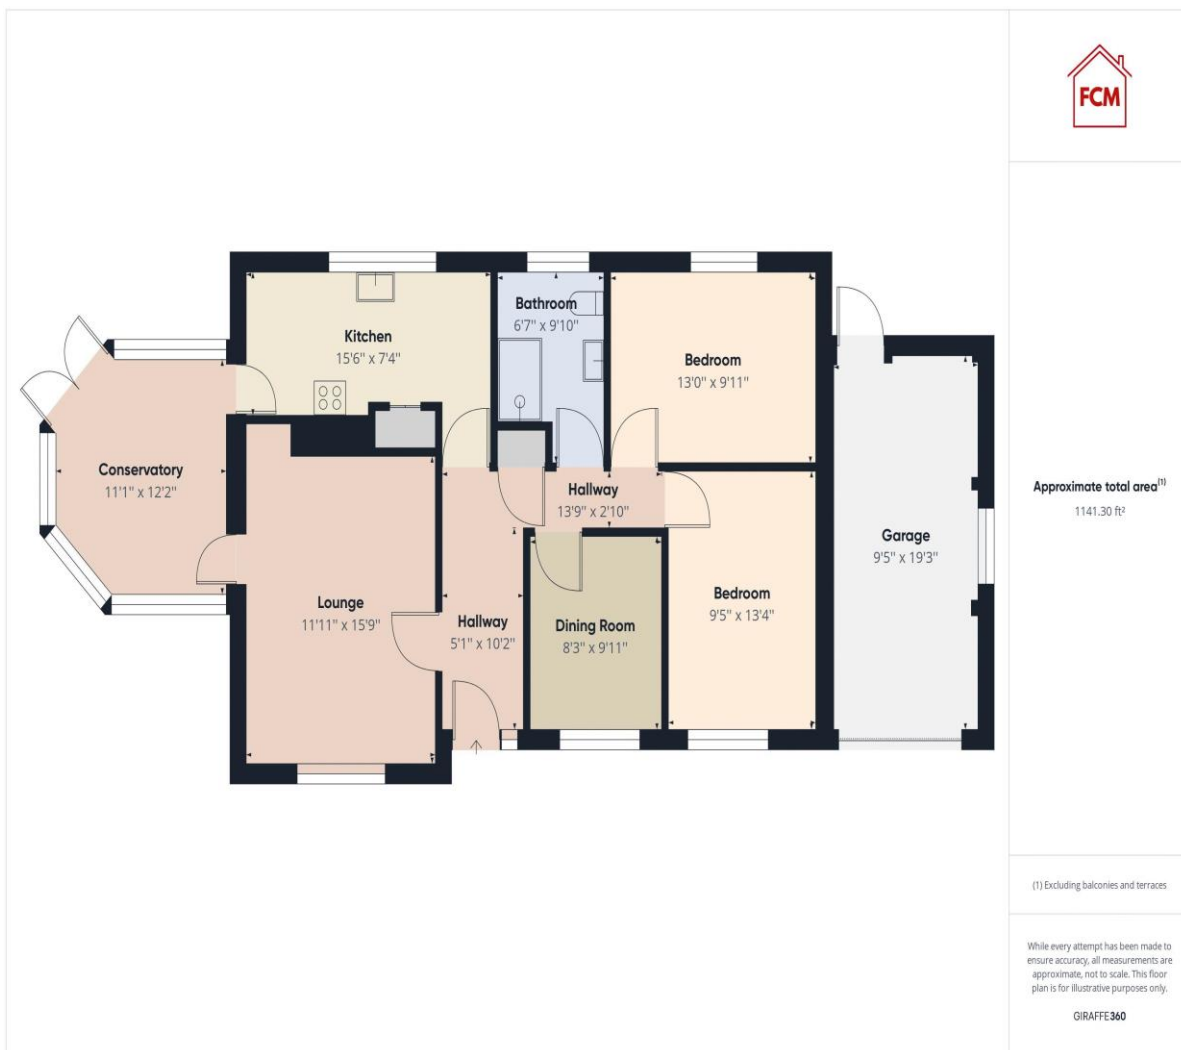 FCM
Bathroom
6'7" x 9'10"
Kitchen
15'6" x 7'4"
Bedroom
13'0" x 9'11"
Conservatory
11'1" x 12'2"
Hallway
13'9" x 2'10"
Approximate total area(1)
1141.30 ft²
Garage
9'5" x 19'3"
Lounge
11'11" x 15'9"
Hallway
5'1" x 10'2"
Dining Room
8'3" x 9'11"
Bedroom
9'5" x 13'4"
(1) Excluding balconies and terraces
While every attempt has been made to
ensure accuracy, all measurements are
approximate, not to scale. This floor
plan is for illustrative purposes only.
GIRAFFE360